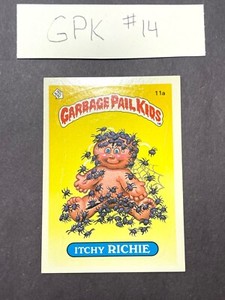 GPK #14
11a
GARBAGE PAIL KIDS
ITCHY RICHIE